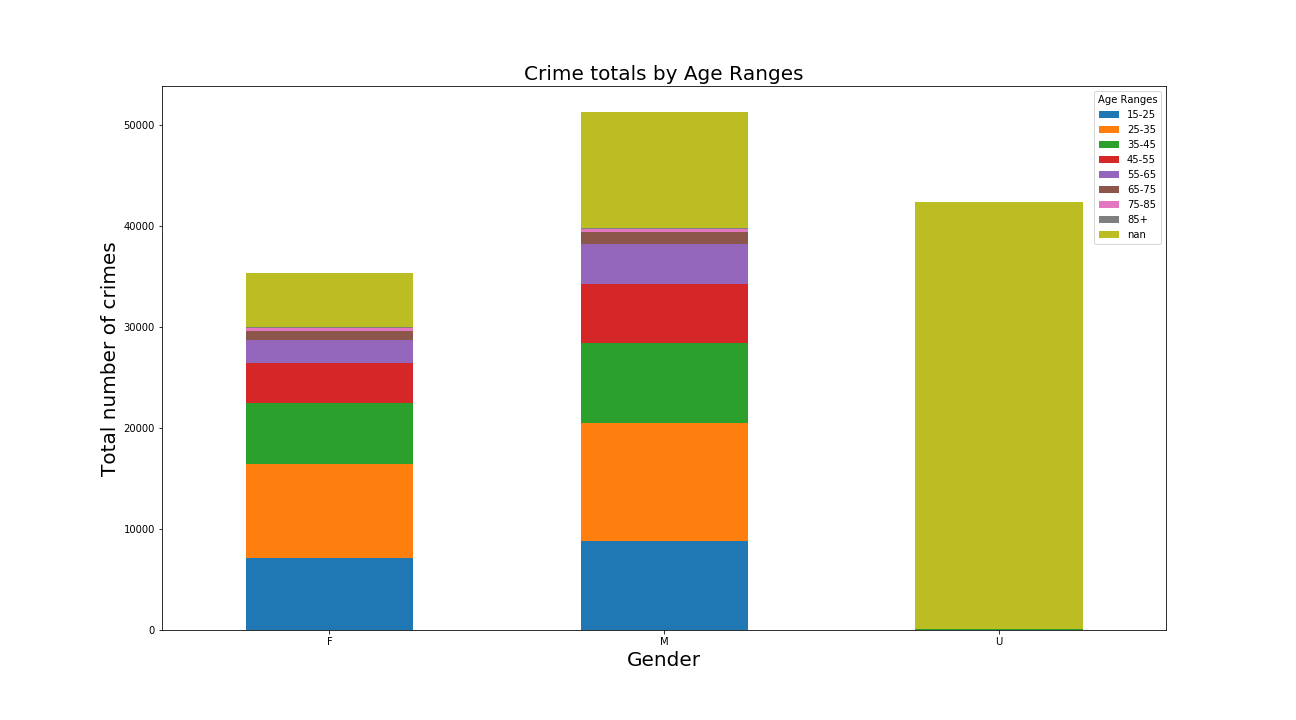 Crime totals by Age Ranges
Total number of crimes
50000
40000
30000
20000
10000
0
F
M
U
Gender
Age Ranges
15-25
25-35
35-45
45-55
55-65
65-75
75-85
85+
nan